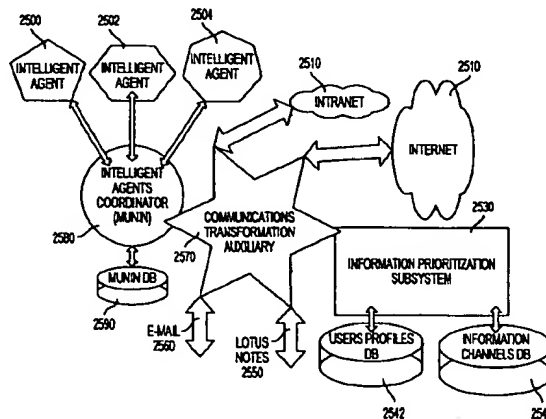 2500
2502
2504
INTELLIGENT
AGENT
INTELLIGENT
AGENT
INTELLIGENT
AGENT
2510
INTRANET
2510
INTERNET
INTELLIGENT
AGENTS
COORDINATOR
(MUNIN)
2580
COMMUNICATIONS
TRANSFORMATION
AUXILIARY
2570
2530
INFORMATION PRIORITIZATION
SUBSYSTEM
MUNIN DB
2590
E-MAIL
2560
LOTUS
NOTES
2550
USERS PROFILES
DB
INFORMATION
CHANNELS DB
2542